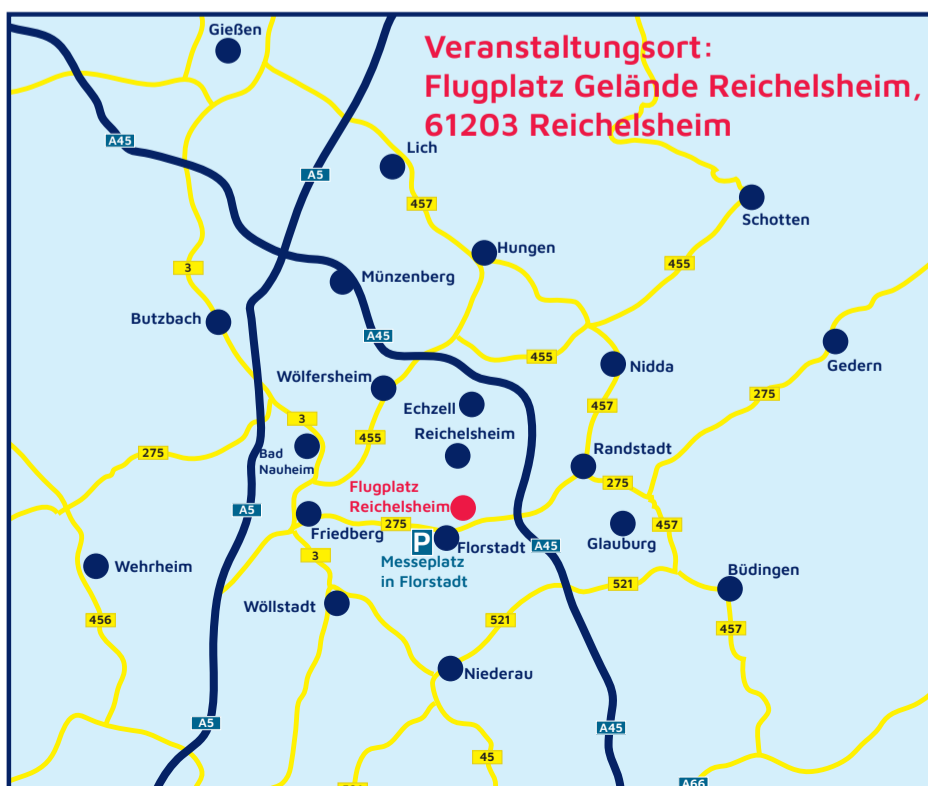 Gießen
Veranstaltungsort:
Flugplatz Gelände Reichelsheim,
61203 Reichelsheim
A45
Lich
A5
457
Schotten
Hungen
455
3
Münzenberg
Butzbach
A45
455
Nidda
Gedern
Wölfersheim
275
Echzell
457
3
Reichelsheim
455
Randstadt
275
Bad
Nauheim
275
Flugplatz
Reichelsheim
A5
275
457
Friedberg
P
Florstadt
A45
Glauburg
3
Messeplatz
in Florstadt
Wehrheim
Büdingen
521
Wöllstadt
456
521
457
Niederau
A5
A45
45
A66